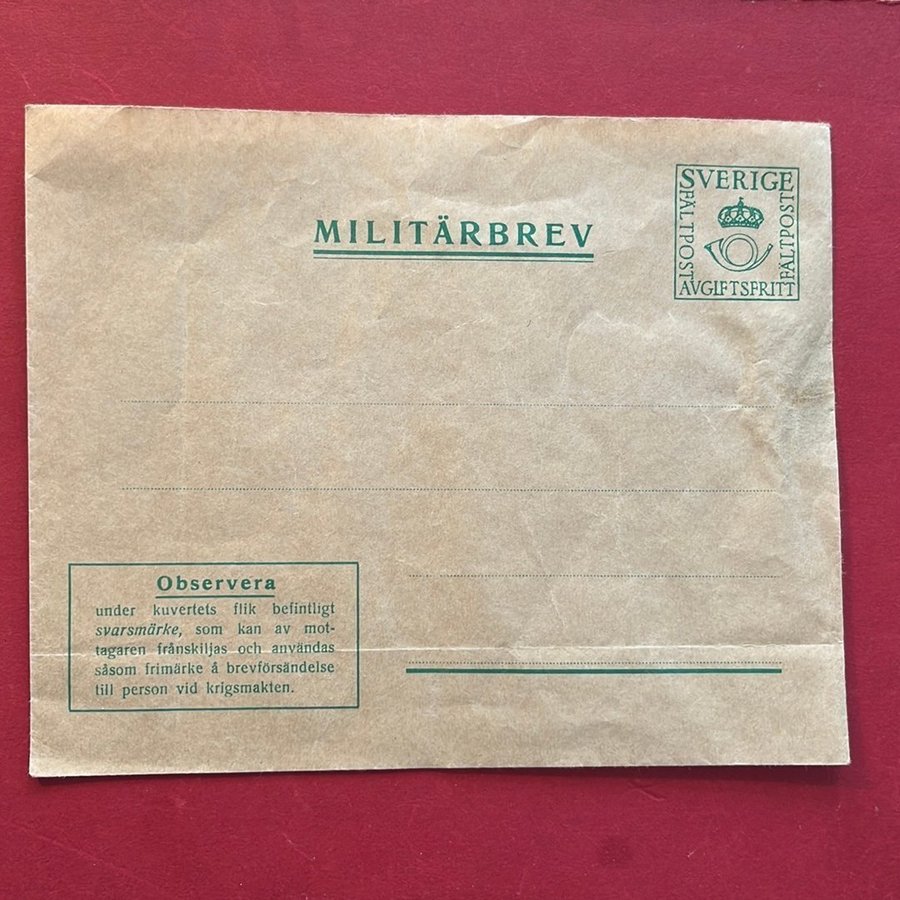 MILITÄRBREV
SVERIGE
FÄLTPOST
FÄLTPOST
AVGIFTSFRITT
Observera
under kuvertets flik befintligt
svarsmärke, som kan av mot-
tagaren frånskiljas och användas
såsom frimärke å brevförsändelse
till person vid krigsmakten.